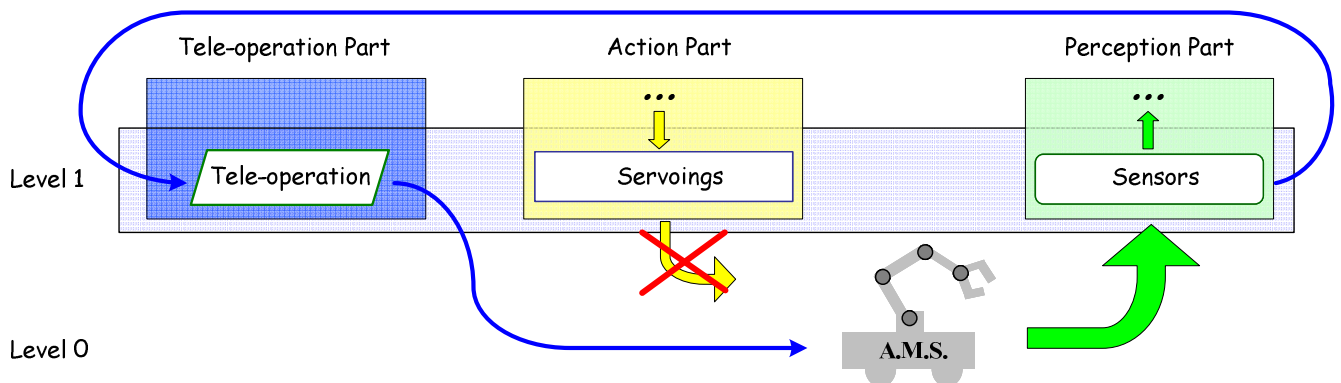 Tele-operation Part
Action Part
Perception Part
...
...
Level 1
Tele-operation
Servoings
Sensors
Level 0
A.M.S.